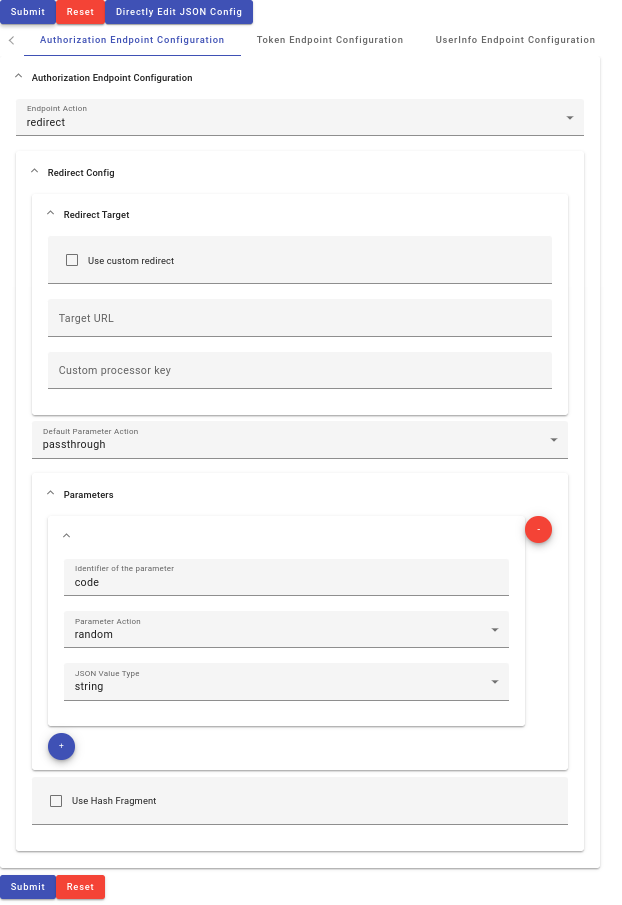 Submit Reset Directly Edit JSON Config
Authorization Endpoint Configuration Token Endpoint Configuration UserInfo Endpoint Configuration
Authorization Endpoint Configuration
Endpoint Action
redirect
Redirect Config
Redirect Target
Use custom redirect
Target URL
Custom processor key
Default Parameter Action
passthrough
Parameters
-
Identifier of the parameter
code
Parameter Action
random
JSON Value Type
string
+
Use Hash Fragment
Submit Reset